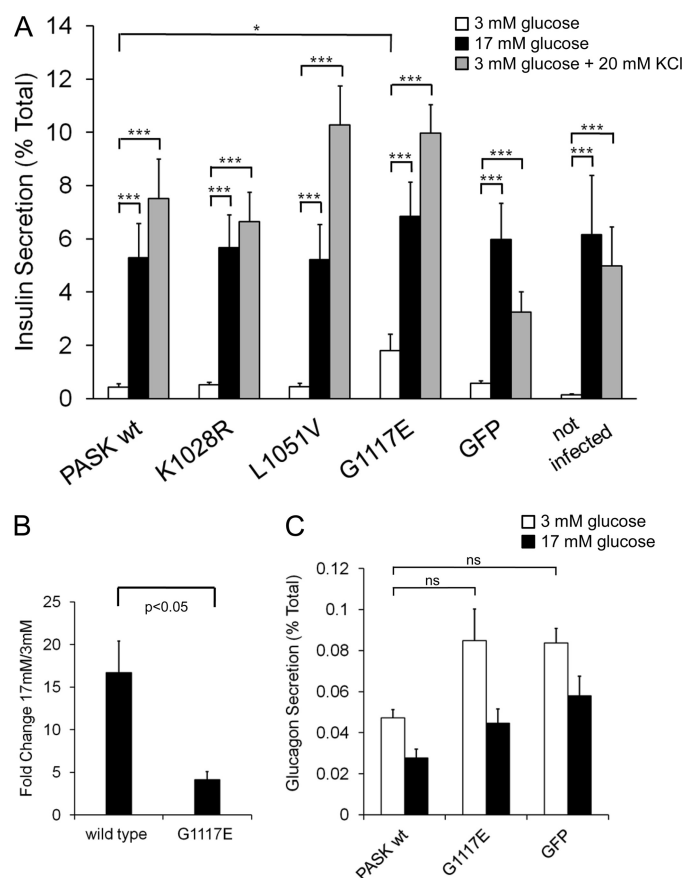 A
3 mM glucose
17 mM glucose
3 mM glucose + 20 mM KCl
*
***
***
***
***
***
***
***
***
***
***
***
***
Insulin Secretion (% Total)
14
12
10
8
6
4
2
0
PASK wt
K1028R
L1051V
G1117E
GFP
not
infected
B
p<0.05
Fold Change 17mM/3mM
25
20
15
10
5
0
wild type
G1117E
C
3 mM glucose
17 mM glucose
ns
ns
Glucagon Secretion (% Total)
0.12
0.1
0.08
0.06
0.04
0.02
0
PASK wt
G1117E
GFP